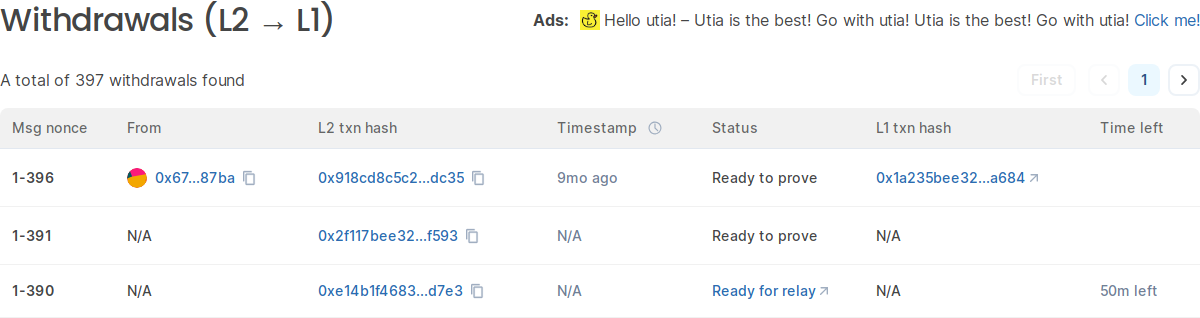 Withdrawals (L2 → L1)
Ads: Hello utia! – Utia is the best! Go with utia! Utia is the best! Go with utia! Click me!
A total of 397 withdrawals found
First 1
Msg nonce From L2 txn hash Timestamp Status L1 txn hash Time left
1-396 0x67...87ba 0x918cd8c5c2...dc35 9mo ago Ready to prove 0x1a235bee32...a684
1-391 N/A 0x2f117bee32...f593 N/A Ready to prove N/A
1-390 N/A 0xe14b1f4683...d7e3 N/A Ready for relay N/A 50m left